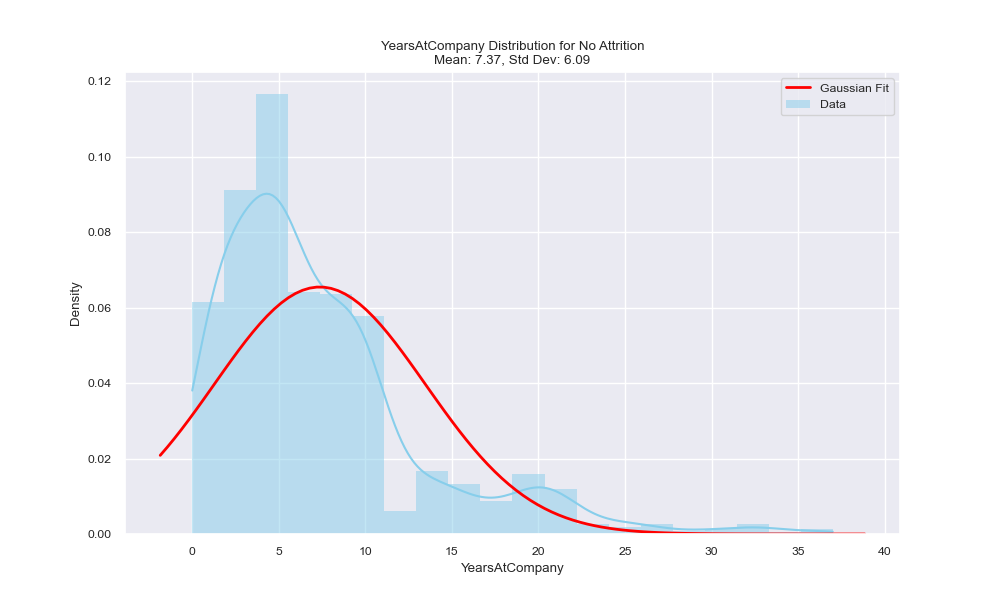 YearsAtCompany Distribution for No Attrition
Mean: 7.37, Std Dev: 6.09
Gaussian Fit
Data
0.12
0.10
0.08
0.06
0.04
0.02
0.00
Density
0 5 10 15 20 25 30 35 40
YearsAtCompany